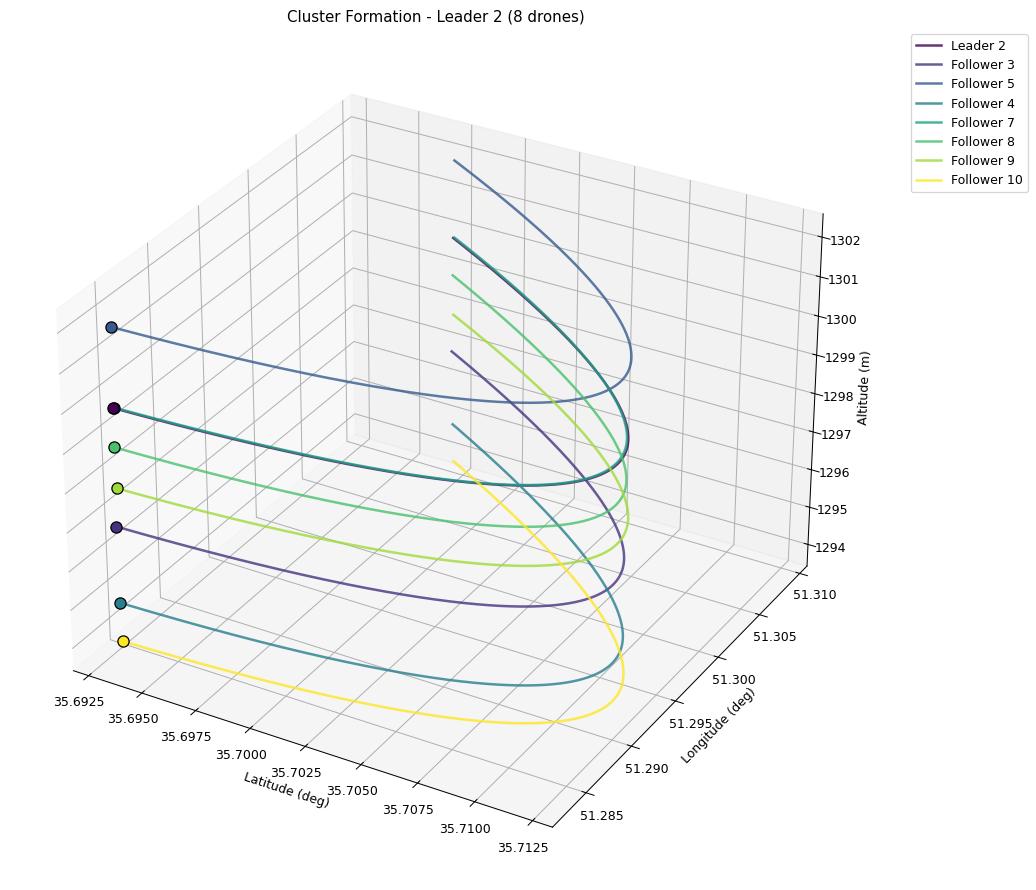 Cluster Formation - Leader 2 (8 drones)
Leader 2
Follower 3
Follower 5
Follower 4
Follower 7
Follower 8
Follower 9
Follower 10
1302
1301
1300
1299
1298
1297
1296
1295
1294
Altitude (m)
51.310
51.305
51.300
51.295
51.290
51.285
Longitude (deg)
35.6925
35.6950
35.6975
35.7000
35.7025
35.7050
35.7075
35.7100
35.7125
Latitude (deg)